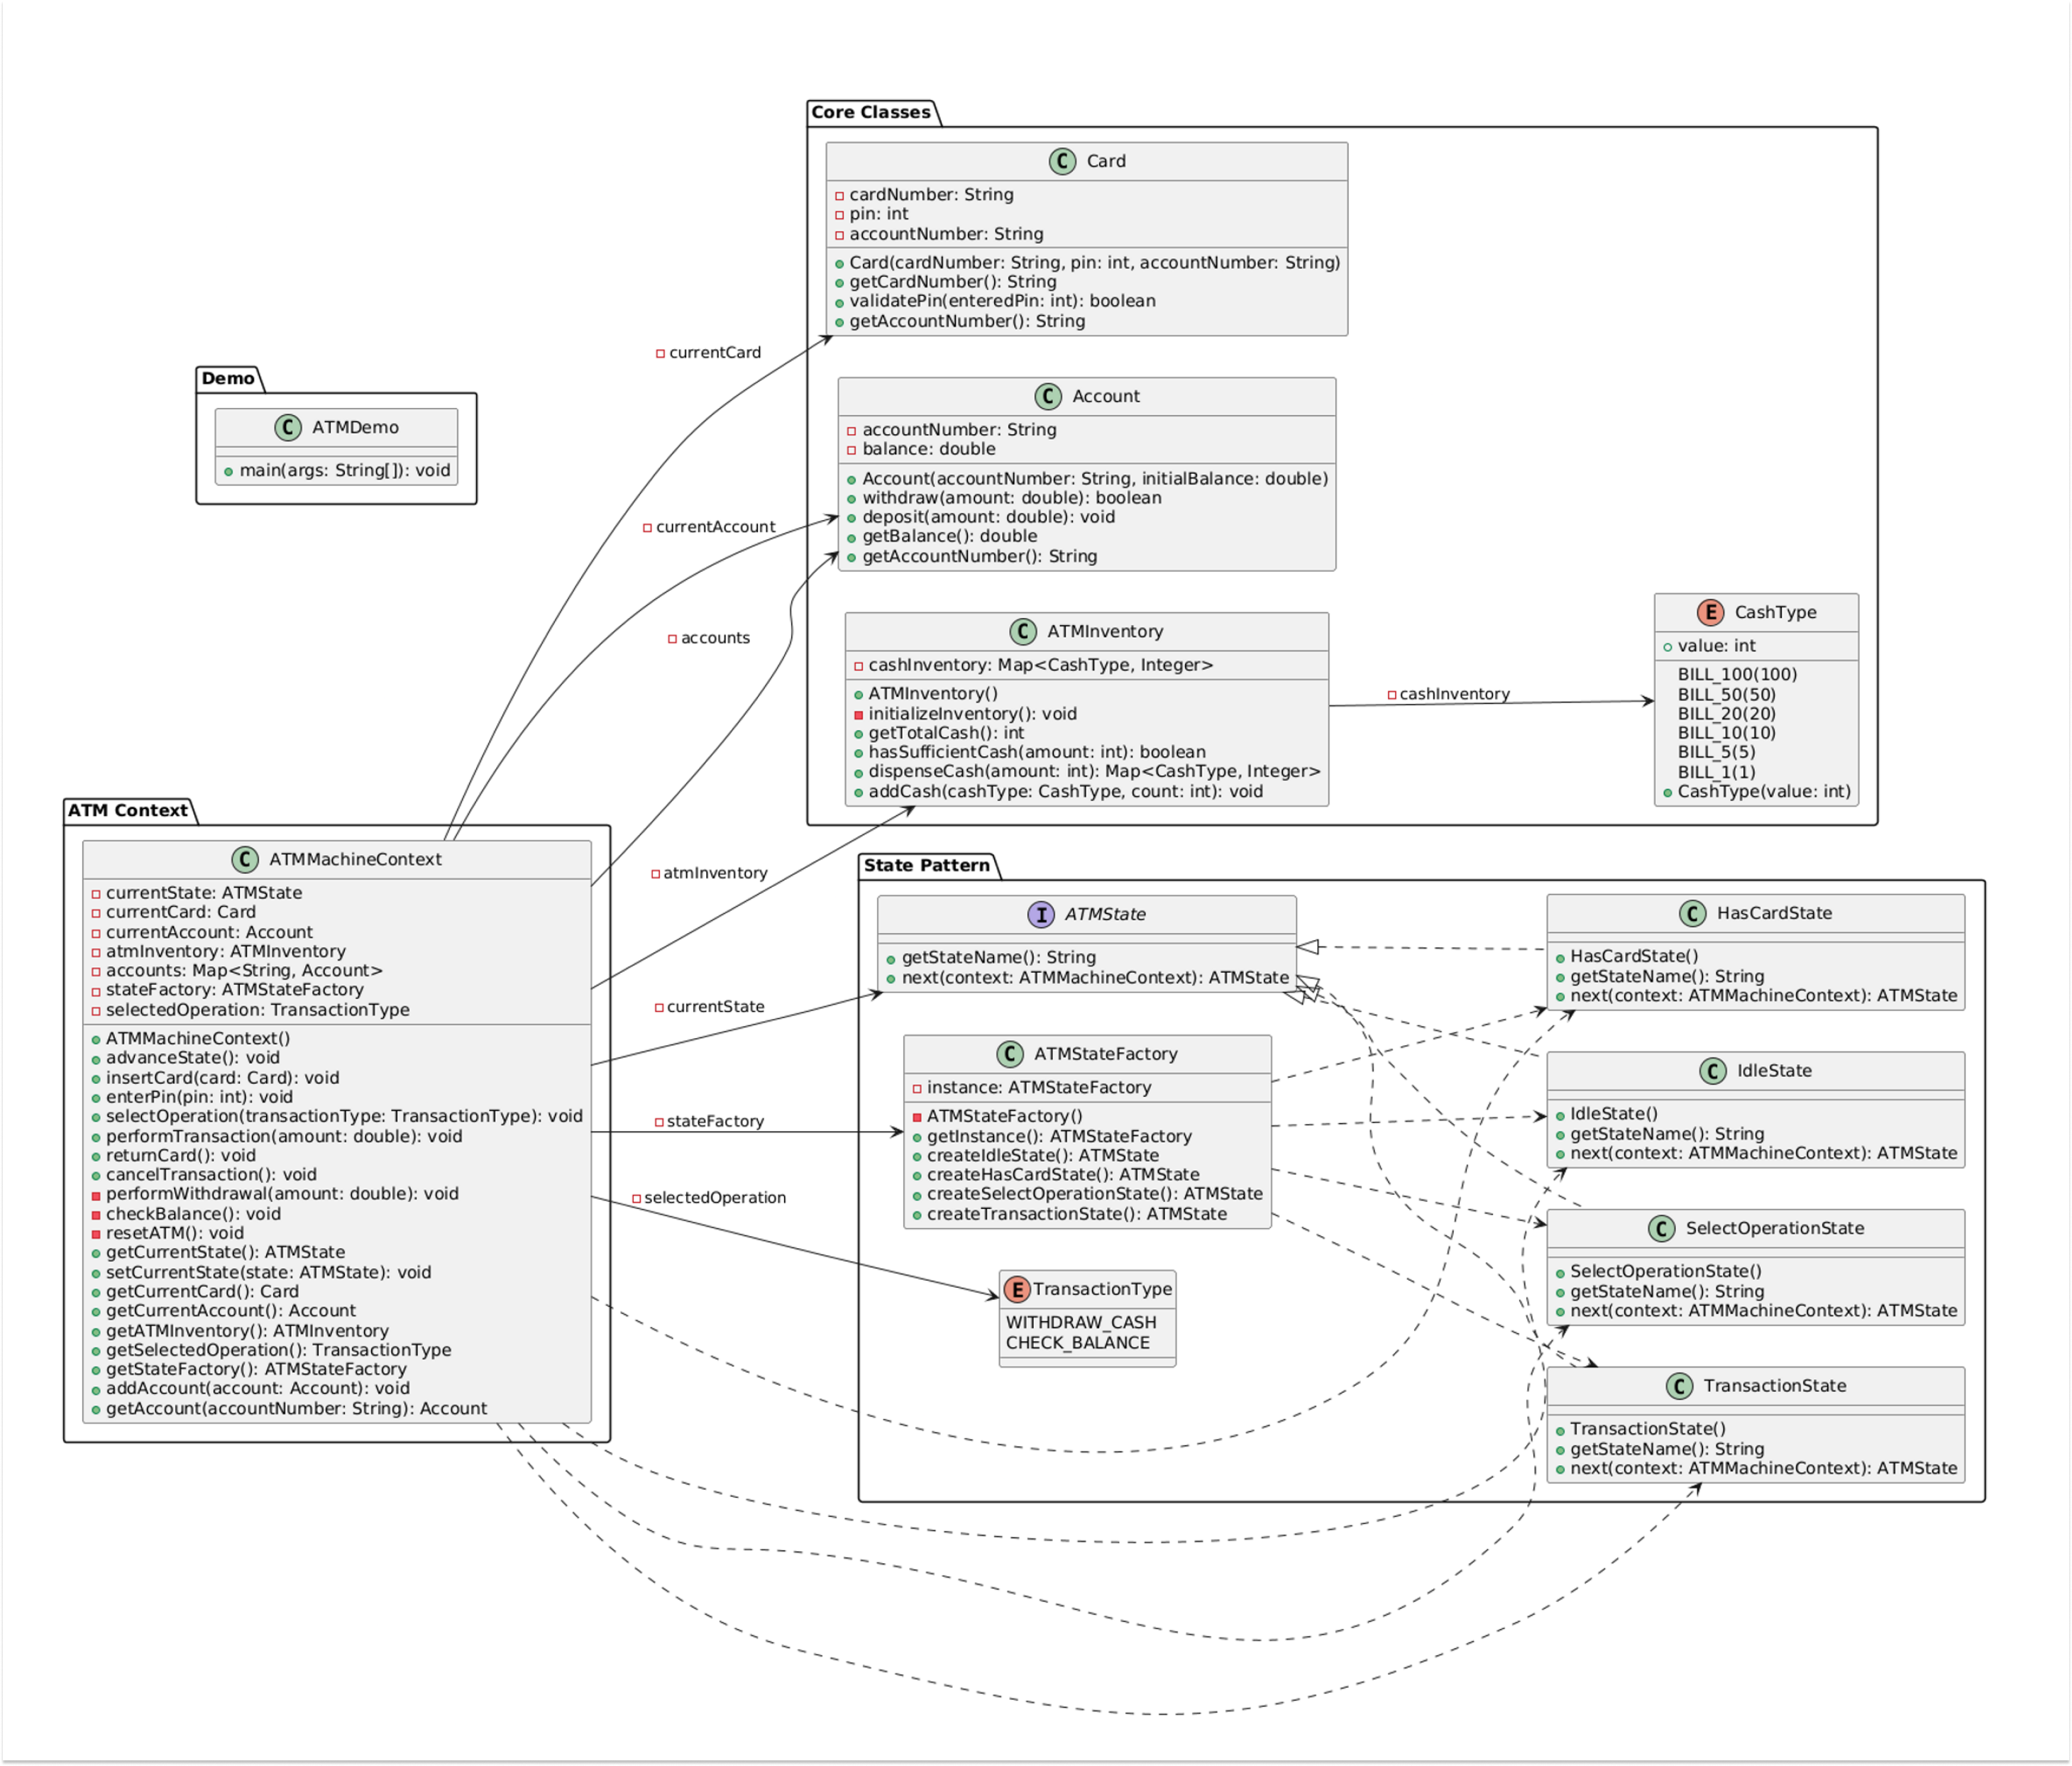 Core Classes
C Card
cardNumber: String
pin: int
accountNumber: String
Card(cardNumber: String, pin: int, accountNumber: String)
getCardNumber(): String
validatePin(enteredPin: int): boolean
getAccountNumber(): String
currentCard
Demo
C ATMDemo
main(args: String[]): void
C Account
accountNumber: String
balance: double
Account(accountNumber: String, initialBalance: double)
withdraw(amount: double): boolean
deposit(amount: double): void
getBalance(): double
getAccountNumber(): String
currentAccount
accounts
C ATMInventory
cashInventory: Map<CashType, Integer>
ATMInventory()
initializeInventory(): void
getTotalCash(): int
hasSufficientCash(amount: int): boolean
dispenseCash(amount: int): Map<CashType, Integer>
addCash(cashType: CashType, count: int): void
cashInventory
E CashType
value: int
BILL_100(100)
BILL_50(50)
BILL_20(20)
BILL_10(10)
BILL_5(5)
BILL_1(1)
CashType(value: int)
ATM Context
C ATMMachineContext
currentState: ATMState
currentCard: Card
currentAccount: Account
atmInventory: ATMInventory
accounts: Map<String, Account>
stateFactory: ATMStateFactory
selectedOperation: TransactionType
ATMMachineContext()
advanceState(): void
insertCard(card: Card): void
enterPin(pin: int): void
selectOperation(transactionType: TransactionType): void
performTransaction(amount: double): void
returnCard(): void
cancelTransaction(): void
performWithdrawal(amount: double): void
checkBalance(): void
resetATM(): void
getCurrentState(): ATMState
setCurrentState(state: ATMState): void
getCurrentCard(): Card
getCurrentAccount(): Account
getATMInventory(): ATMInventory
getSelectedOperation(): TransactionType
getStateFactory(): ATMStateFactory
addAccount(account: Account): void
getAccount(accountNumber: String): Account
atmInventory
currentState
stateFactory
selectedOperation
State Pattern
I ATMState
getStateName(): String
next(context: ATMMachineContext): ATMState
C ATMStateFactory
instance: ATMStateFactory
ATMStateFactory()
getInstance(): ATMStateFactory
createIdleState(): ATMState
createHasCardState(): ATMState
createSelectOperationState(): ATMState
createTransactionState(): ATMState
E TransactionType
WITHDRAW_CASH
CHECK_BALANCE
C HasCardState
HasCardState()
getStateName(): String
next(context: ATMMachineContext): ATMState
C IdleState
IdleState()
getStateName(): String
next(context: ATMMachineContext): ATMState
C SelectOperationState
SelectOperationState()
getStateName(): String
next(context: ATMMachineContext): ATMState
C TransactionState
TransactionState()
getStateName(): String
next(context: ATMMachineContext): ATMState